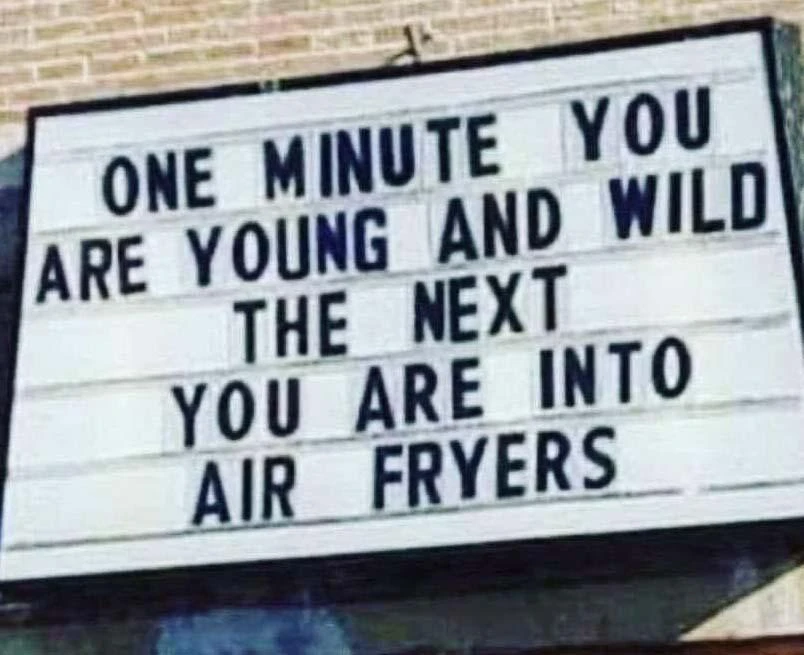 ONE MINUTE YOU
ARE YOUNG AND WILD
THE NEXT
YOU ARE INTO
AIR FRYERS